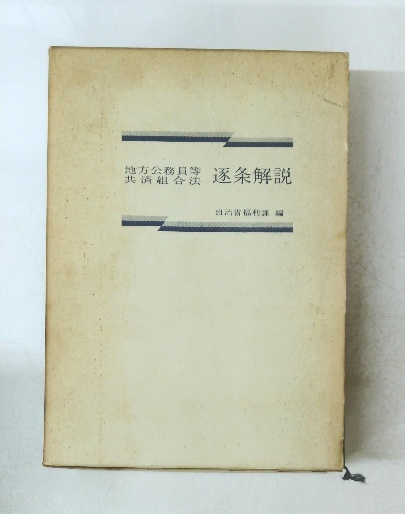 地方公務員等
共済組合法 逐条解説
自治省福利課 編